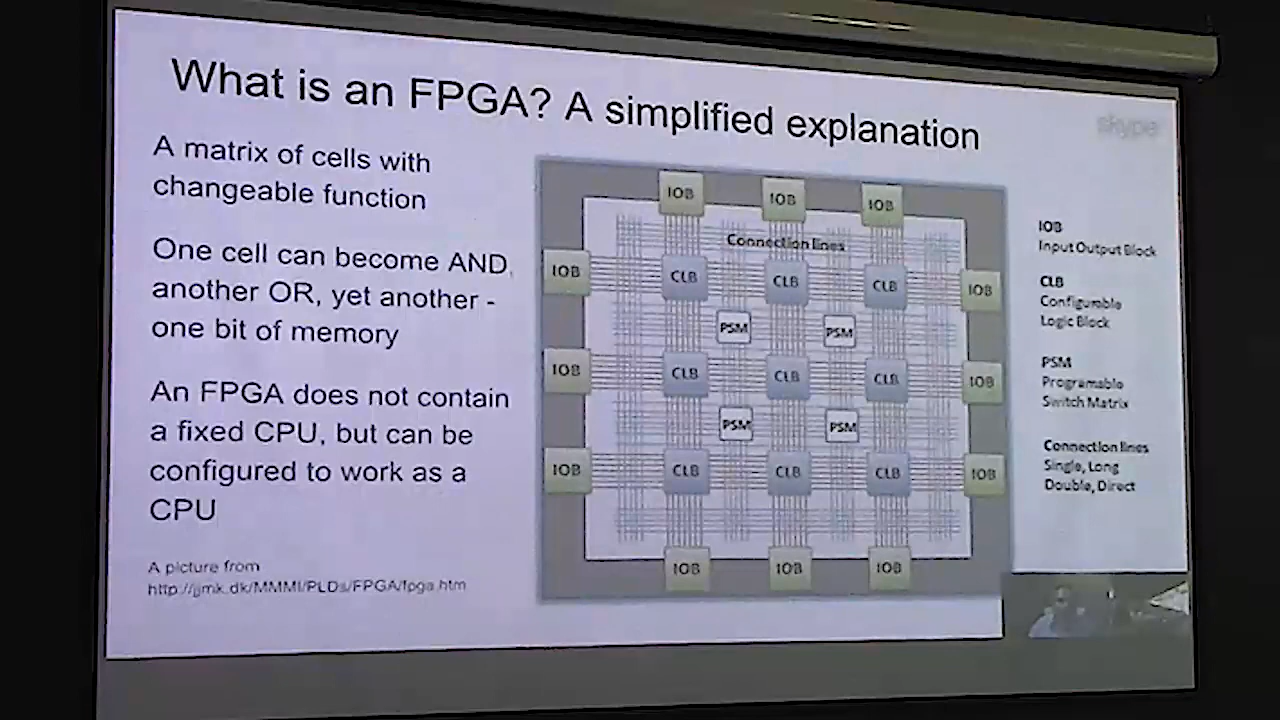 What is an FPGA? A simplified explanation
skype
A matrix of cells with
changeable function
One cell can become AND,
another OR, yet another -
one bit of memory
An FPGA does not contain
a fixed CPU, but can be
configured to work as a
CPU
A picture from
http://jjmk.dk/MMMI/PLDs/FPGA/fpga.htm
IOB IOB IOB
Connection lines
IOB CLB CLB CLB IOB
PSM PSM
IOB CLB CLB CLB IOB
PSM PSM
IOB CLB CLB CLB IOB
IOB IOB IOB
IOB
Input Output Block
CLB
Configurable
Logic Block
PSM
Programable
Switch Matrix
Connection lines
Single, Long
Double, Direct